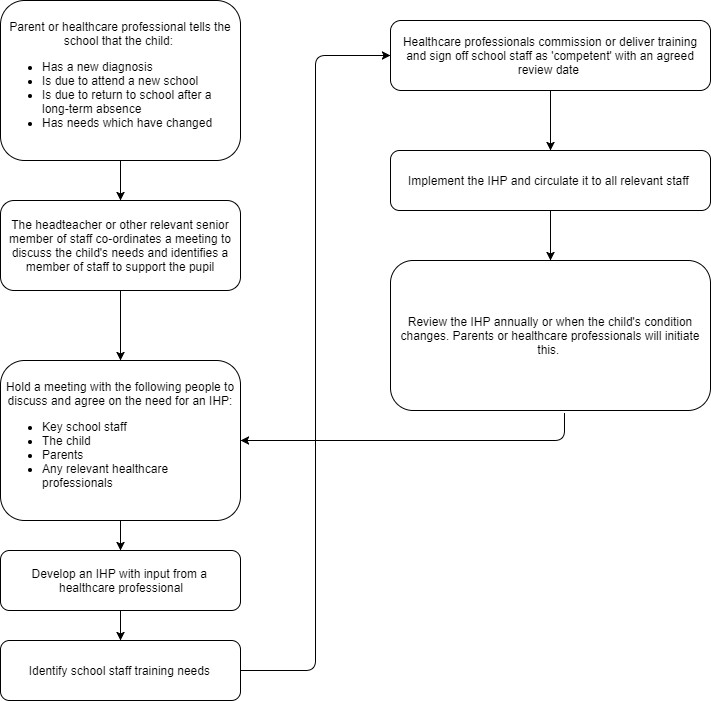 Parent or healthcare professional tells the
school that the child:
• Has a new diagnosis
• Is due to attend a new school
• Is due to return to school after a
long-term absence
• Has needs which have changed
The headteacher or other relevant senior
member of staff co-ordinates a meeting to
discuss the child's needs and identifies a
member of staff to support the pupil
Hold a meeting with the following people to
discuss and agree on the need for an IHP:
• Key school staff
• The child
• Parents
• Any relevant healthcare
professionals
Develop an IHP with input from a
healthcare professional
Identify school staff training needs
Healthcare professionals commission or deliver training
and sign off school staff as 'competent' with an agreed
review date
Implement the IHP and circulate it to all relevant staff
Review the IHP annually or when the child's condition
changes. Parents or healthcare professionals will initiate
this.